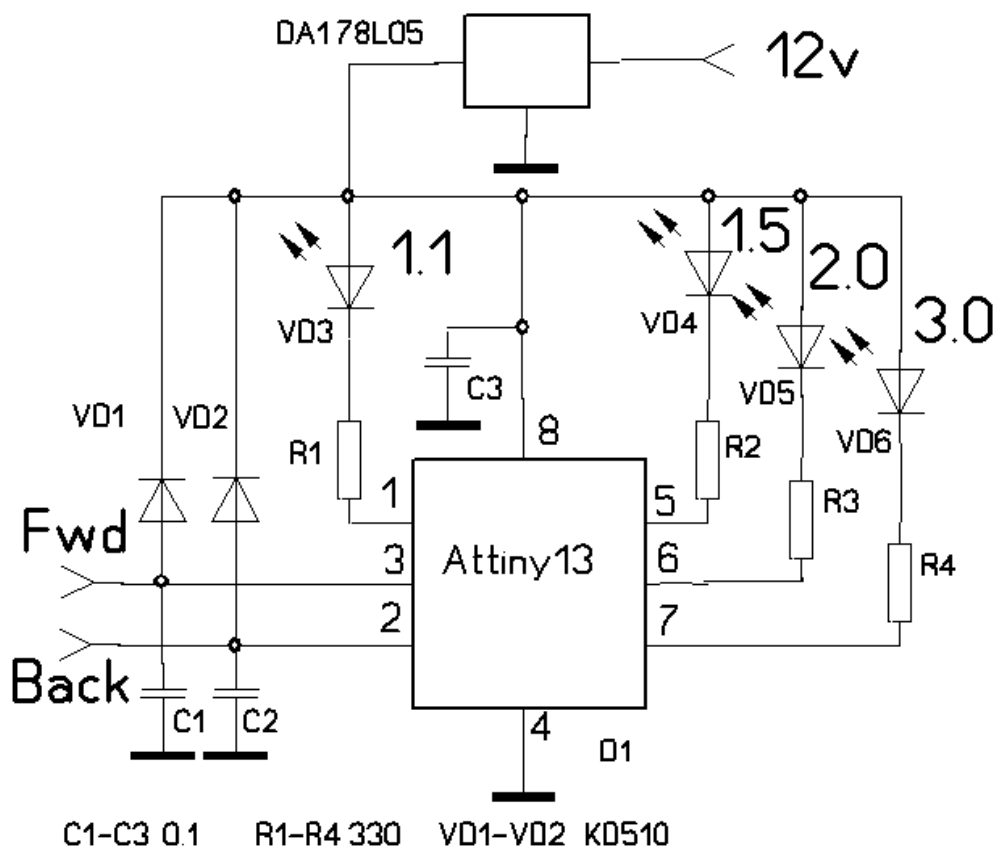 DA178L05
12v
1.1
1.5
2.0
3.0
VD3
VD4
C3
VD5
VD1
VD2
8
VD6
R1
R2
1
5
R3
Fwd
3
Attiny13
6
R4
2
7
Back
C1
C2
4
D1
C1-C3 0.1 R1-R4 330 VD1-VD2 KD510